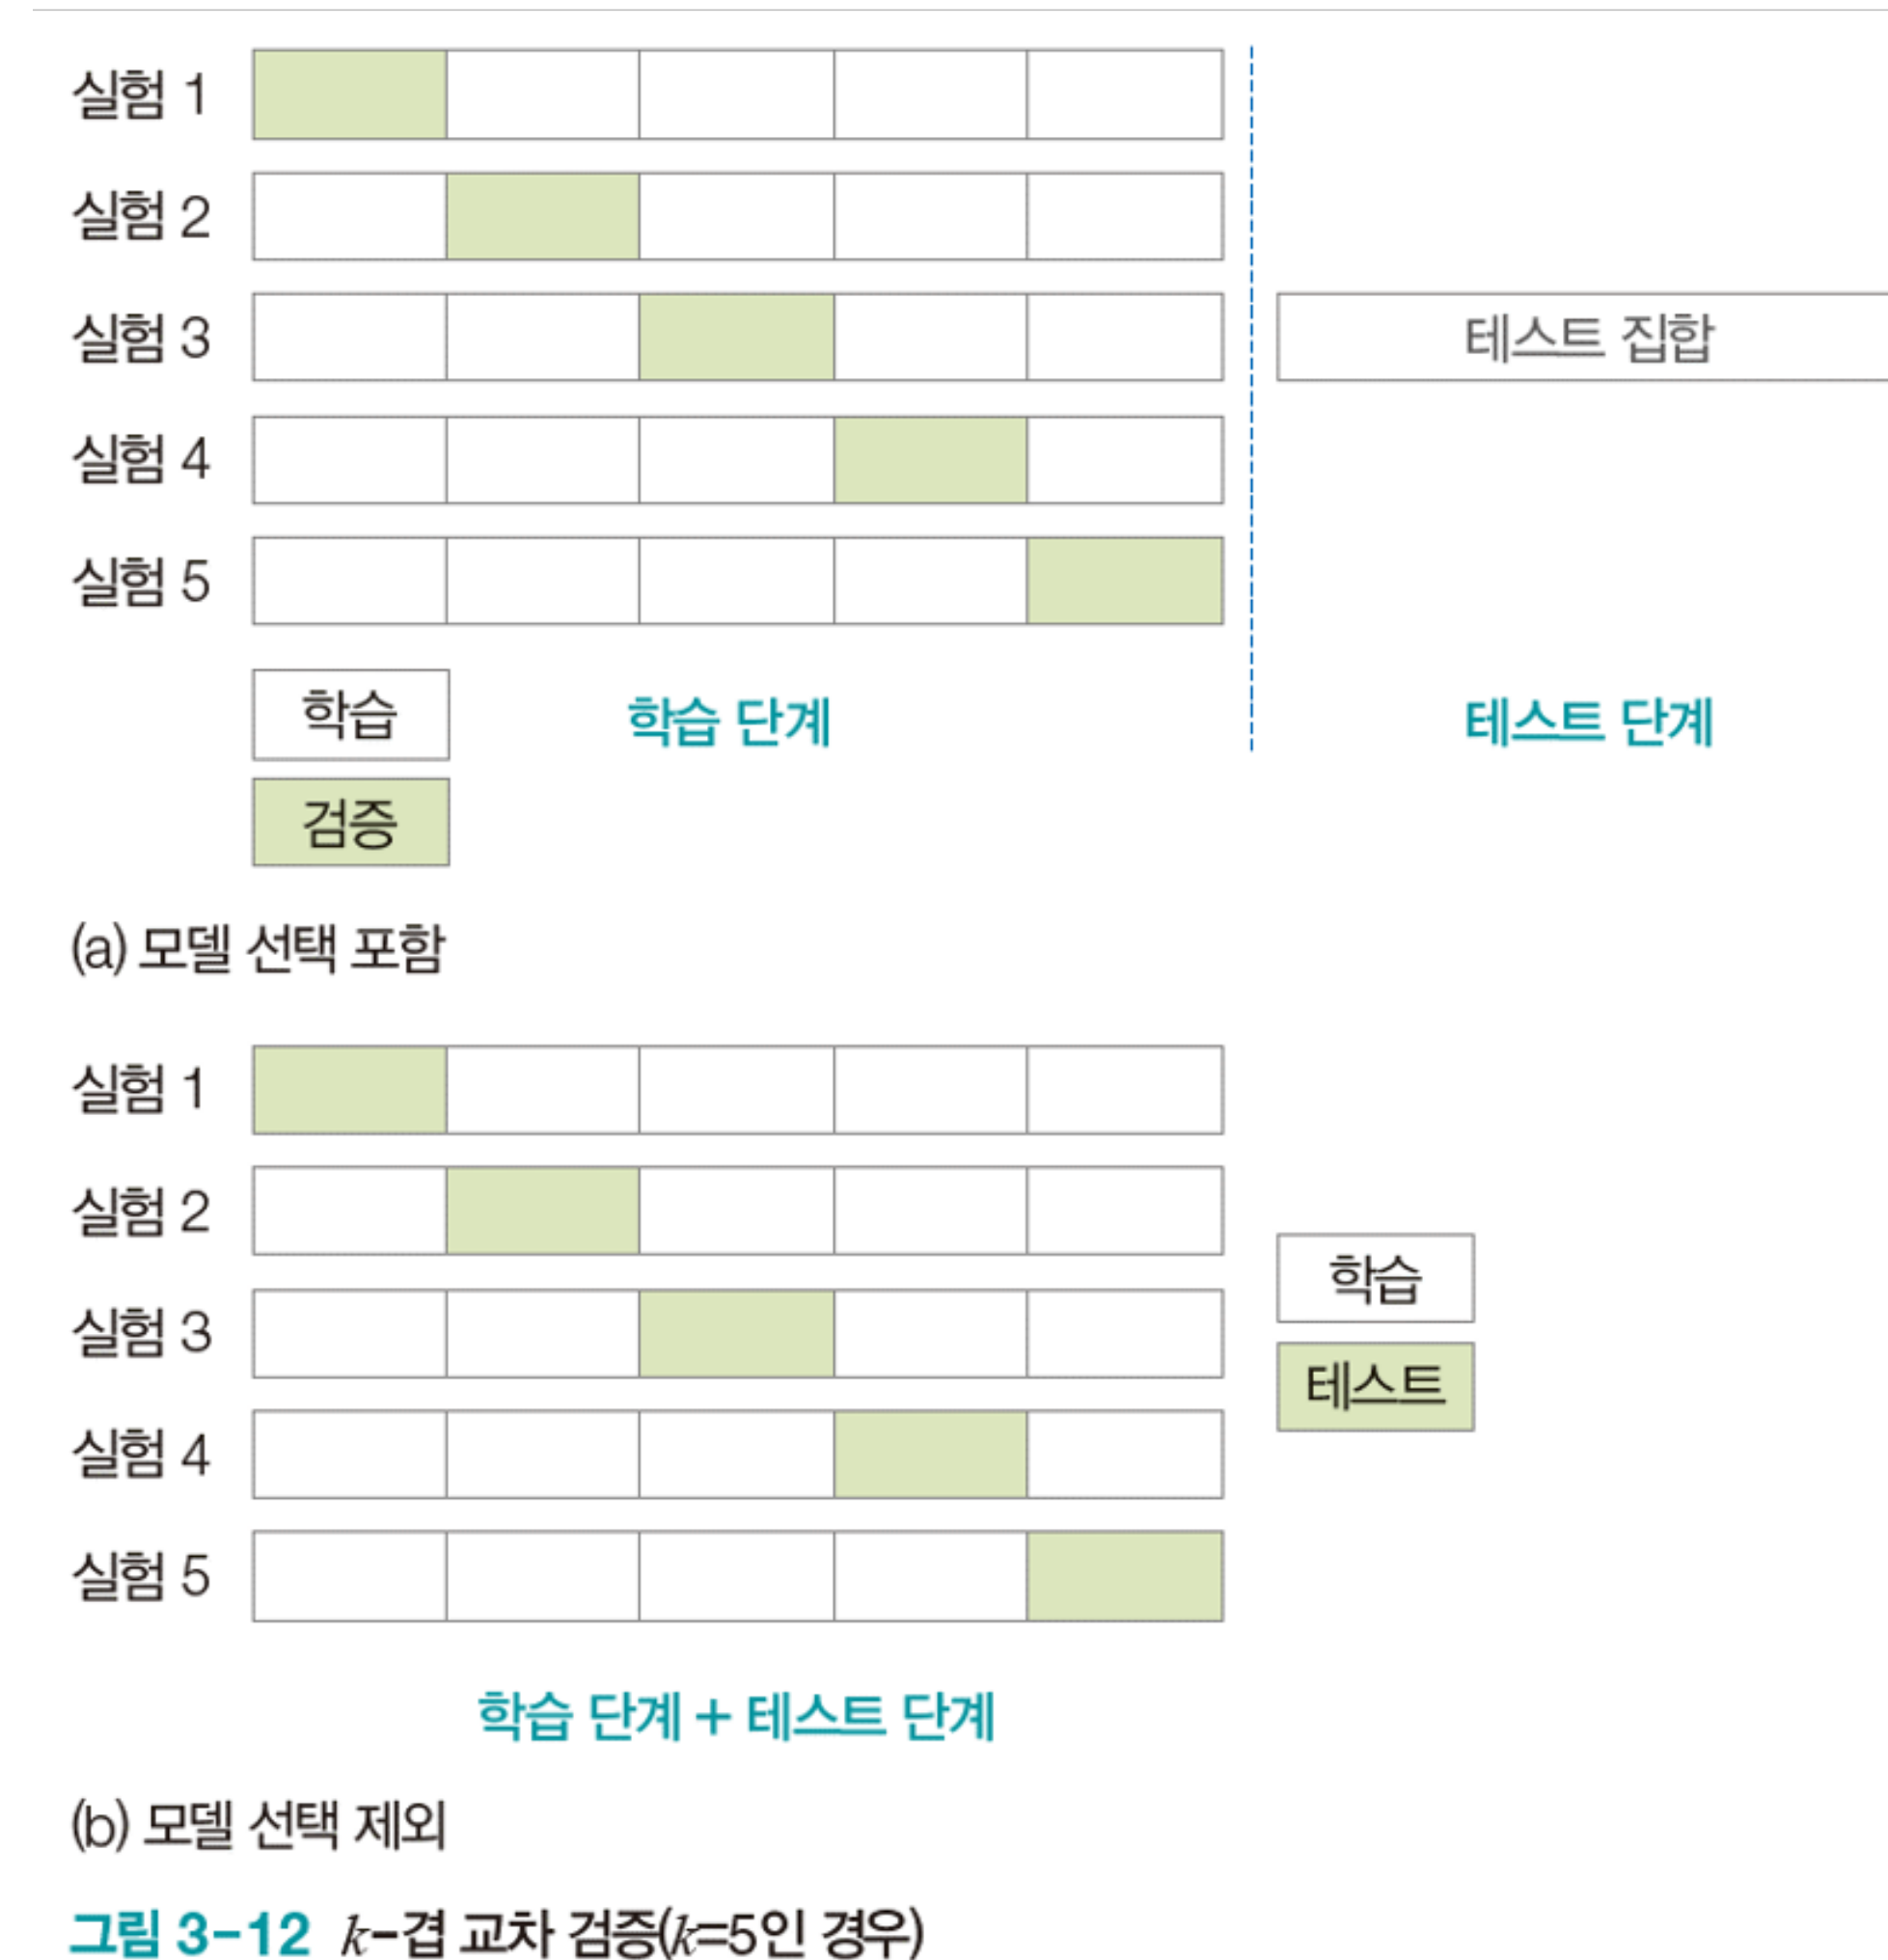 실험 1
실험 2
실험 3
테스트 집합
실험 4
실험 5
학습
학습 단계
테스트 단계
검증
(a) 모델 선택 포함
실험 1
실험 2
학습
실험 3
테스트
실험 4
실험 5
학습 단계 + 테스트 단계
(b) 모델 선택 제외
그림 3-12 k-겹 교차 검증(k=5인 경우)